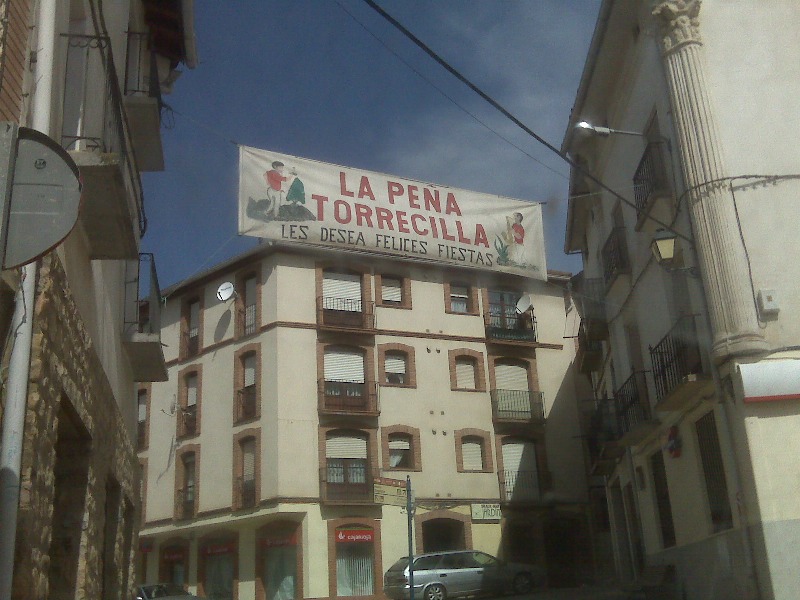 LA PEÑA
TORRECILLA
LES DESEA FELICES FIESTAS